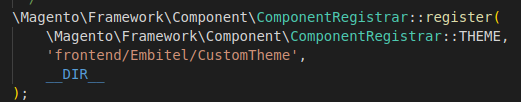 \Magento\Framework\Component\ComponentRegistrar::register(
    \Magento\Framework\Component\ComponentRegistrar::THEME,
    'frontend/Embitel/CustomTheme',
    __DIR__
);